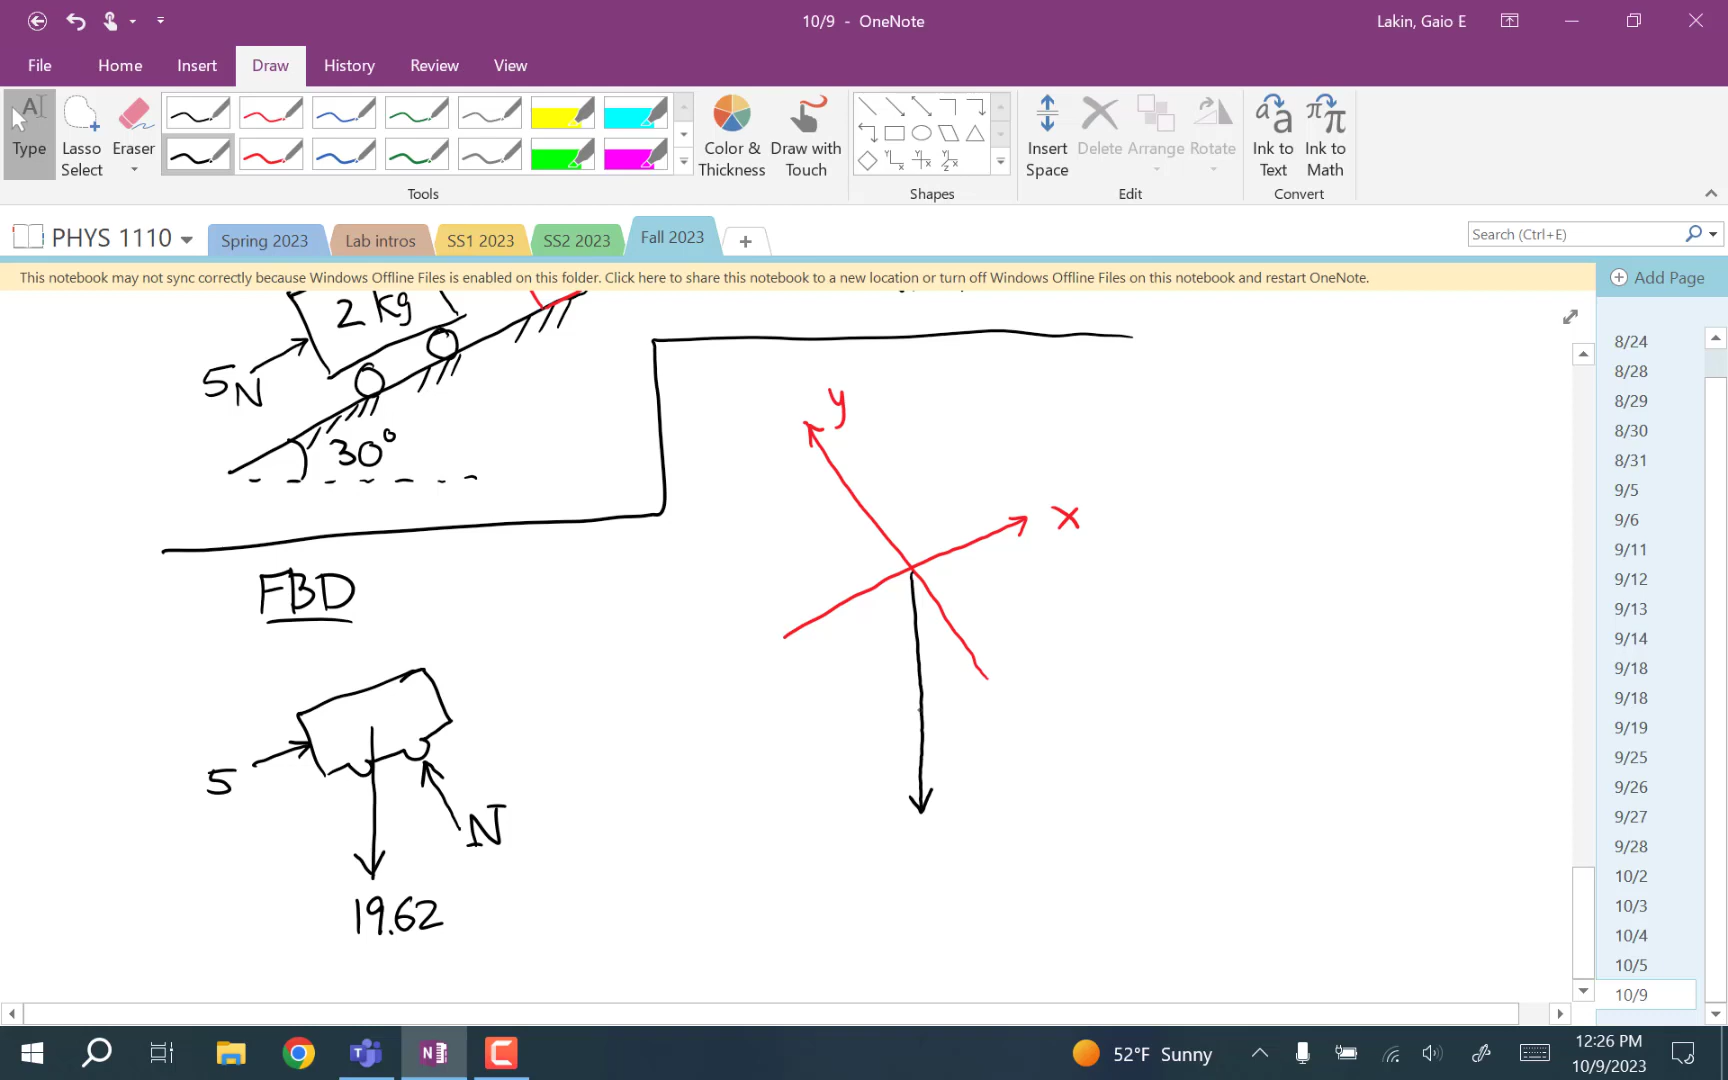 10/9 - OneNote
Lakin, Gaio E
File
Home
Insert
Draw
History
Review
View
Type
Lasso Select
Eraser
Color & Thickness
Draw with Touch
Insert Space
Delete
Arrange
Rotate
Ink to Text
Ink to Math
Tools
Shapes
Edit
Convert
PHYS 1110
Spring 2023
Lab intros
SS1 2023
SS2 2023
Fall 2023
Search (Ctrl+E)
This notebook may not sync correctly because Windows Offline Files is enabled on this folder. Click here to share this notebook to a new location or turn off Windows Offline Files on this notebook and restart OneNote.
Add Page
2 kg
5N
30°
y
x
FBD
5
N
19.62
8/24
8/28
8/29
8/30
8/31
9/5
9/6
9/11
9/12
9/13
9/14
9/18
9/18
9/19
9/25
9/26
9/27
9/28
10/2
10/3
10/4
10/5
10/9
52°F Sunny
12:26 PM
10/9/2023